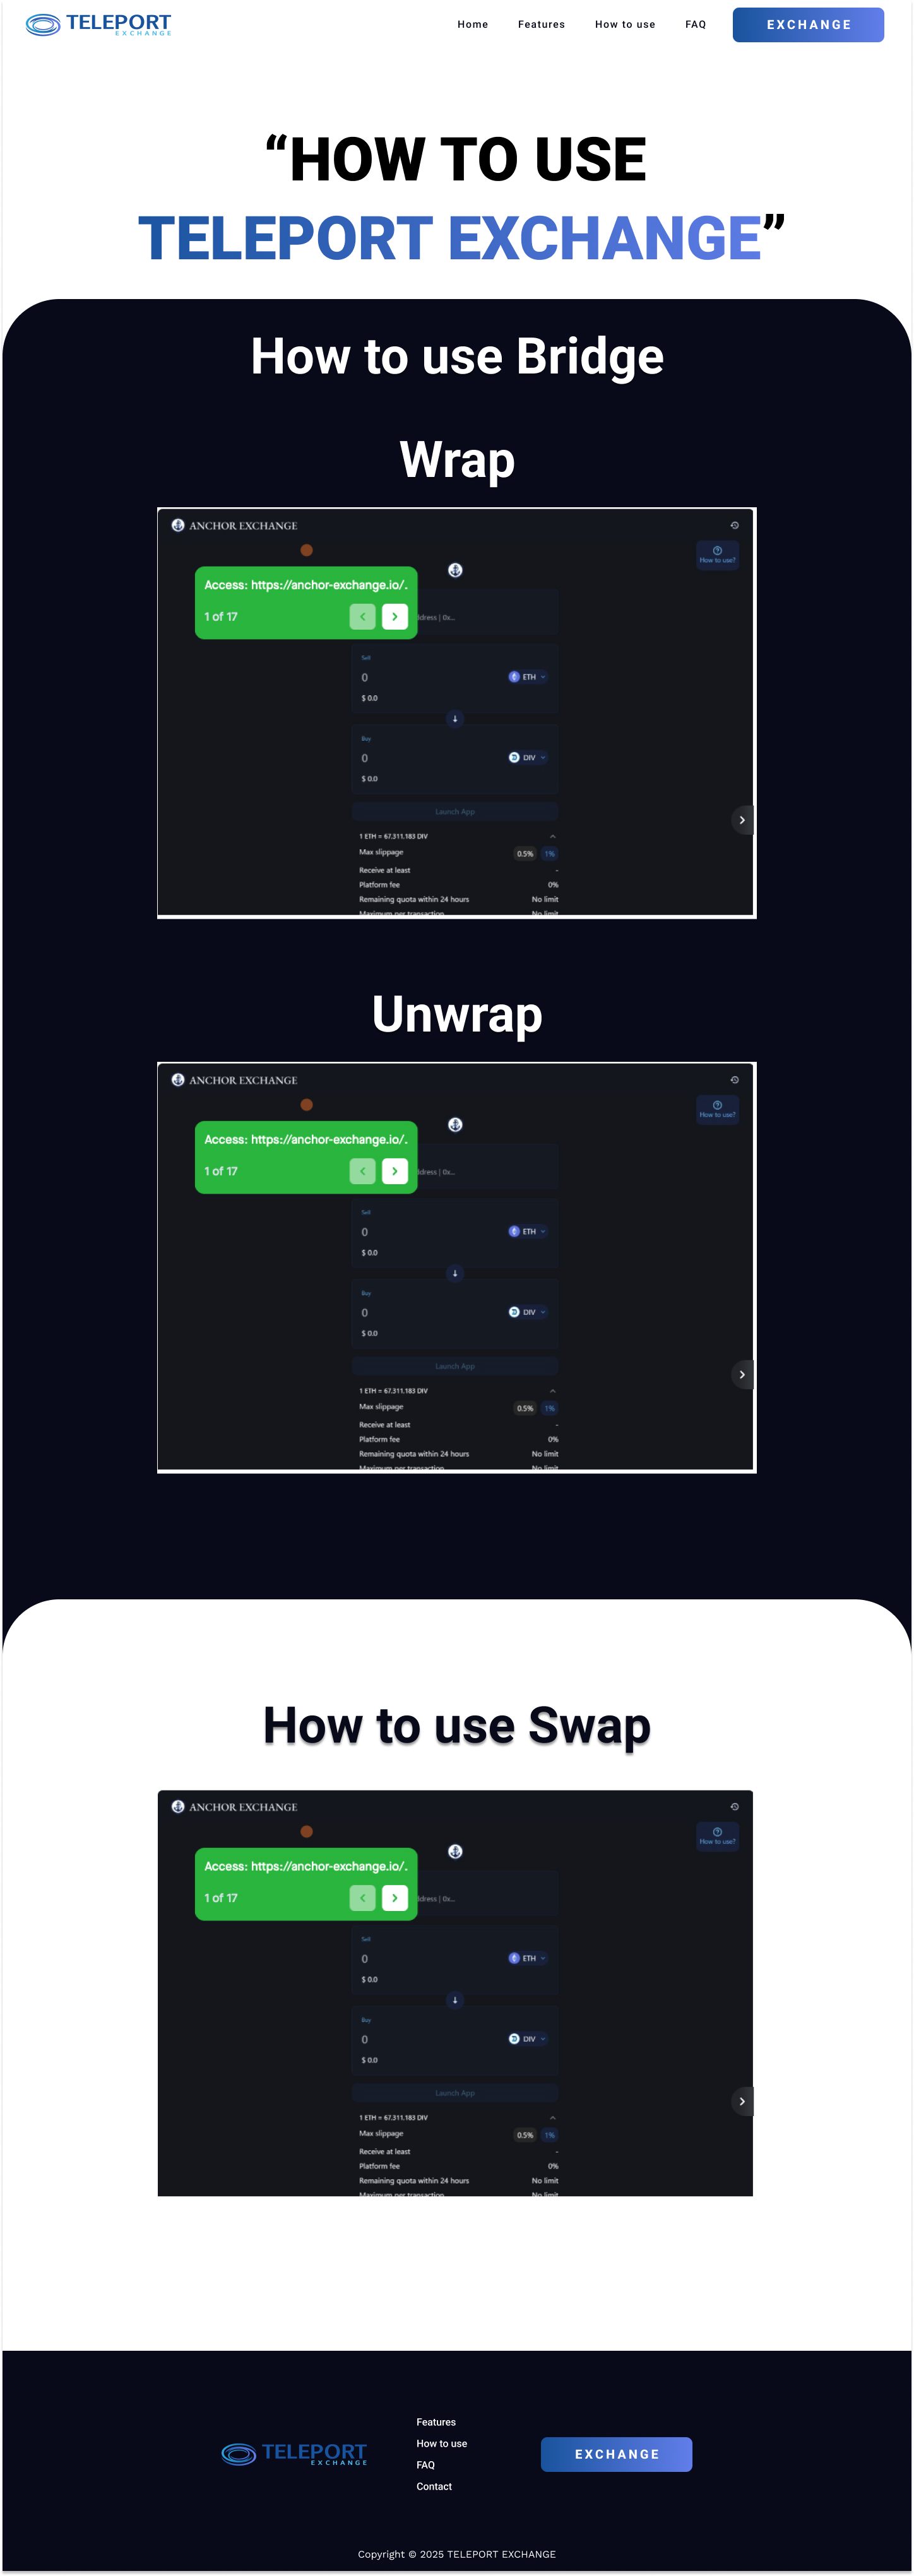 TELEPORT
EXCHANGE
Home Features How to use FAQ EXCHANGE
“HOW TO USE
TELEPORT EXCHANGE”
How to use Bridge
Wrap
ANCHOR EXCHANGE
How to use?
Access: https://anchor-exchange.io/.
1 of 17
ddress | 0x...
Sell
0 ETH
$ 0.0
Buy
0 DIV
$ 0.0
Launch App
1 ETH = 67.311.183 DIV
Max slippage 0.5% 1%
Receive at least -
Platform fee 0%
Remaining quota within 24 hours No limit
Maximum per transaction No limit
Unwrap
ANCHOR EXCHANGE
How to use?
Access: https://anchor-exchange.io/.
1 of 17
ddress | 0x...
Sell
0 ETH
$ 0.0
Buy
0 DIV
$ 0.0
Launch App
1 ETH = 67.311.183 DIV
Max slippage 0.5% 1%
Receive at least -
Platform fee 0%
Remaining quota within 24 hours No limit
Maximum per transaction No limit
How to use Swap
ANCHOR EXCHANGE
How to use?
Access: https://anchor-exchange.io/.
1 of 17
ddress | 0x...
Sell
0 ETH
$ 0.0
Buy
0 DIV
$ 0.0
Launch App
1 ETH = 67.311.183 DIV
Max slippage 0.5% 1%
Receive at least -
Platform fee 0%
Remaining quota within 24 hours No limit
Maximum per transaction No limit
TELEPORT
EXCHANGE
Features
How to use
FAQ
Contact
EXCHANGE
Copyright © 2025 TELEPORT EXCHANGE